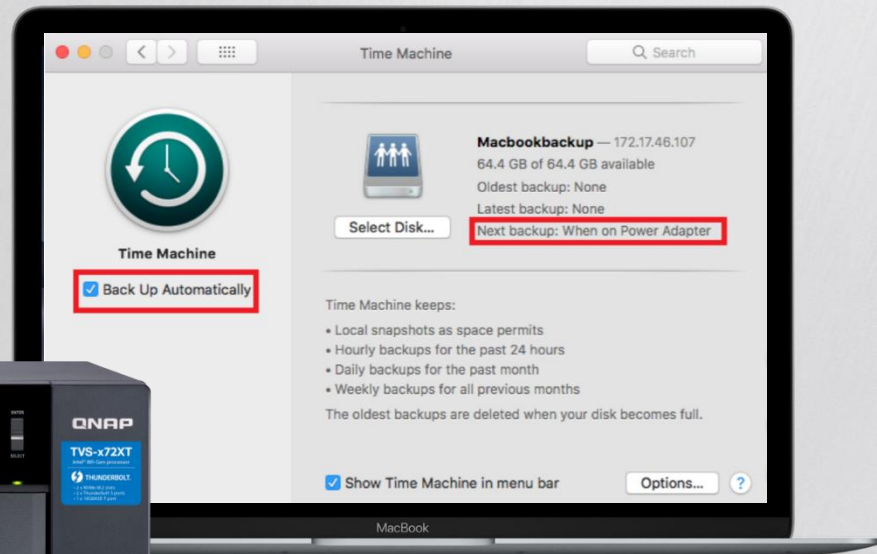 Time Machine
Search
Macbookbackup — 172.17.46.107
64.4 GB of 64.4 GB available
Oldest backup: None
Latest backup: None
Next backup: When on Power Adapter
Select Disk...
Time Machine
Back Up Automatically
Time Machine keeps:
• Local snapshots as space permits
• Hourly backups for the past 24 hours
• Daily backups for the past month
• Weekly backups for all previous months
The oldest backups are deleted when your disk becomes full.
Show Time Machine in menu bar
Options...
?
MacBook
ENTER
SELECT
QNAP
TVS-x72XT
THUNDERBOLT.